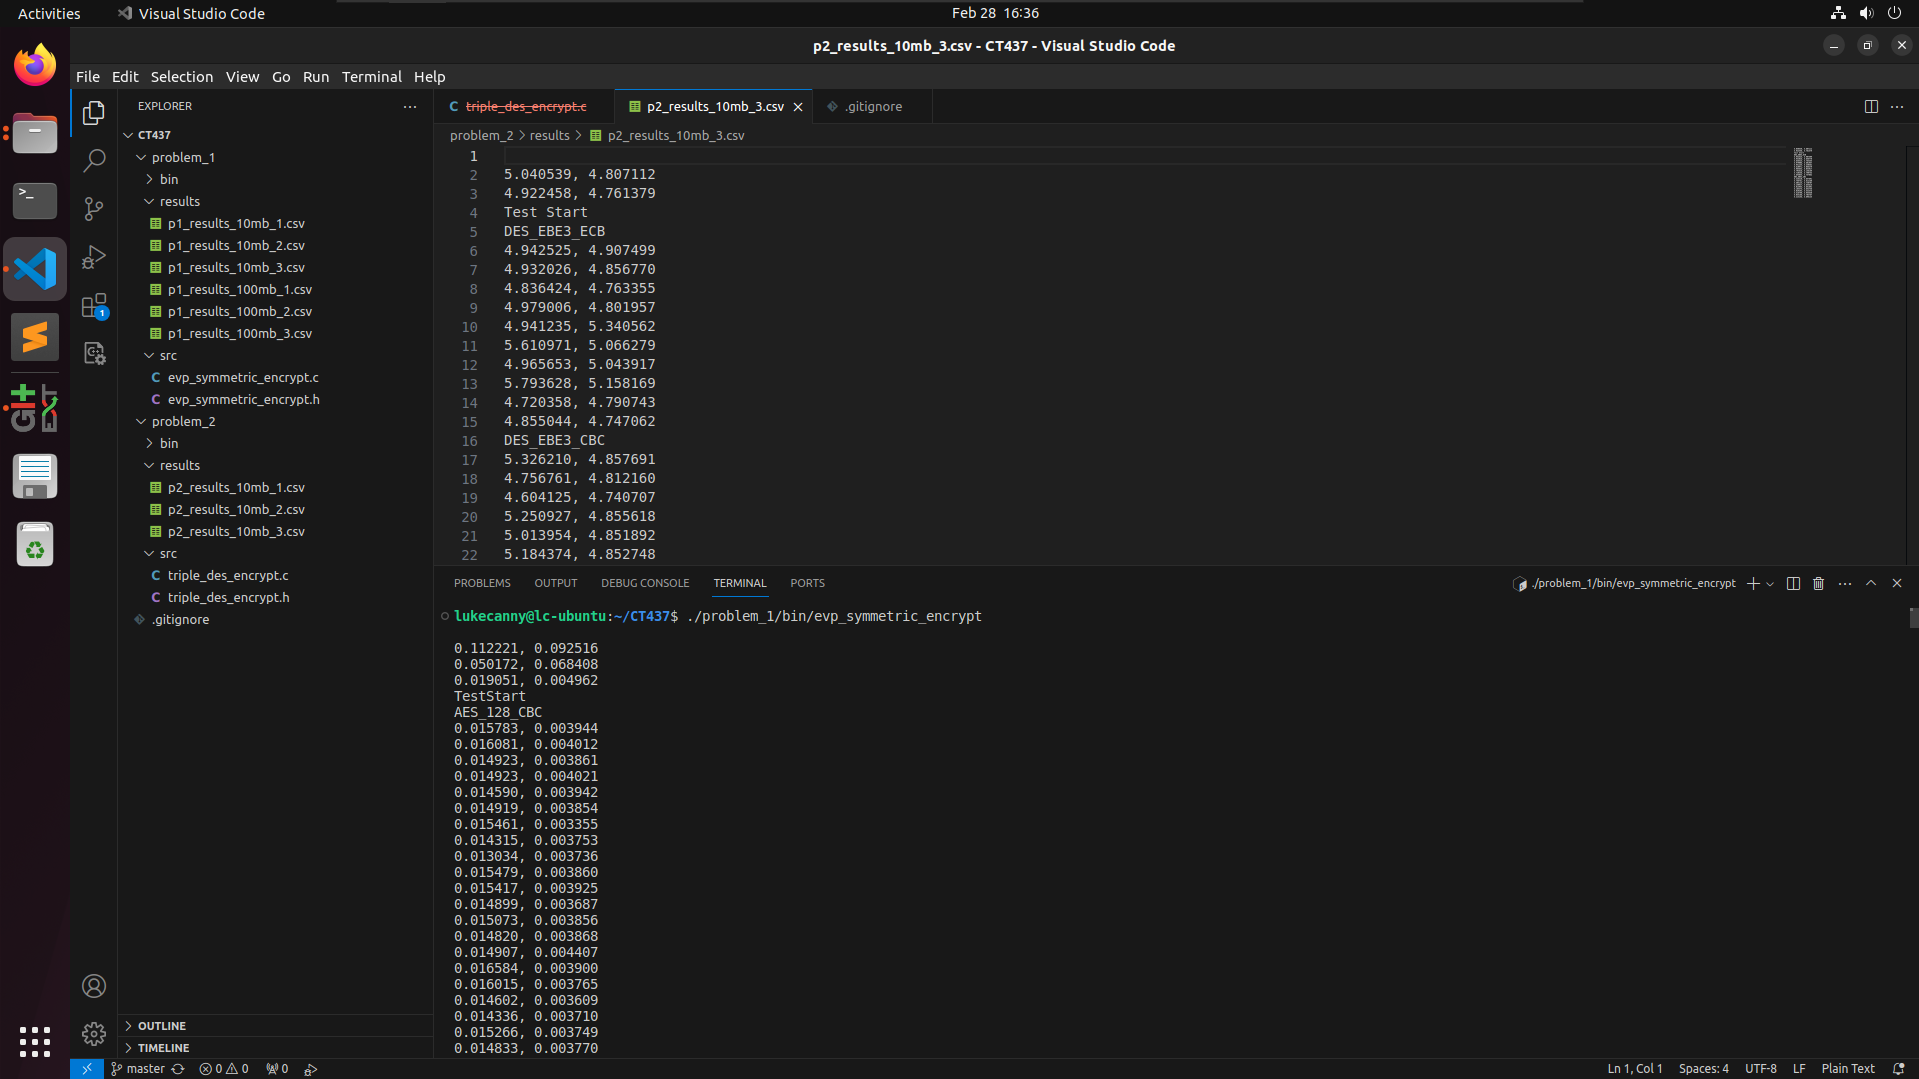 Activities
Visual Studio Code
Feb 28 16:36
p2_results_10mb_3.csv - CT437 - Visual Studio Code
File Edit Selection View Go Run Terminal Help
EXPLORER
CT437
problem_1
bin
results
p1_results_10mb_1.csv
p1_results_10mb_2.csv
p1_results_10mb_3.csv
p1_results_100mb_1.csv
p1_results_100mb_2.csv
p1_results_100mb_3.csv
src
C evp_symmetric_encrypt.c
C evp_symmetric_encrypt.h
problem_2
bin
results
p2_results_10mb_1.csv
p2_results_10mb_2.csv
p2_results_10mb_3.csv
src
C triple_des_encrypt.c
C triple_des_encrypt.h
.gitignore
OUTLINE
TIMELINE
1
C triple_des_encrypt.c
p2_results_10mb_3.csv
.gitignore
problem_2 > results > p2_results_10mb_3.csv
1
2 5.040539, 4.807112
3 4.922458, 4.761379
4 Test Start
5 DES_EBE3_ECB
6 4.942525, 4.907499
7 4.932026, 4.856770
8 4.836424, 4.763355
9 4.979006, 4.801957
10 4.941235, 5.340562
11 5.610971, 5.066279
12 4.965653, 5.043917
13 5.793628, 5.158169
14 4.720358, 4.790743
15 4.855044, 4.747062
16 DES_EBE3_CBC
17 5.326210, 4.857691
18 4.756761, 4.812160
19 4.604125, 4.740707
20 5.250927, 4.855618
21 5.013954, 4.851892
22 5.184374, 4.852748
PROBLEMS OUTPUT DEBUG CONSOLE TERMINAL PORTS
./problem_1/bin/evp_symmetric_encrypt
lukecanny@lc-ubuntu:~/CT437$ ./problem_1/bin/evp_symmetric_encrypt
0.112221, 0.092516
0.050172, 0.068408
0.019051, 0.004962
TestStart
AES_128_CBC
0.015783, 0.003944
0.016081, 0.004012
0.014923, 0.003861
0.014923, 0.004021
0.014590, 0.003942
0.014919, 0.003854
0.015461, 0.003355
0.014315, 0.003753
0.013034, 0.003736
0.015479, 0.003860
0.015417, 0.003925
0.014899, 0.003687
0.015073, 0.003856
0.014820, 0.003868
0.014907, 0.004407
0.016584, 0.003900
0.016015, 0.003765
0.014602, 0.003609
0.014336, 0.003710
0.015266, 0.003749
0.014833, 0.003770
master
0 0
0
Ln 1, Col 1
Spaces: 4
UTF-8
LF
Plain Text